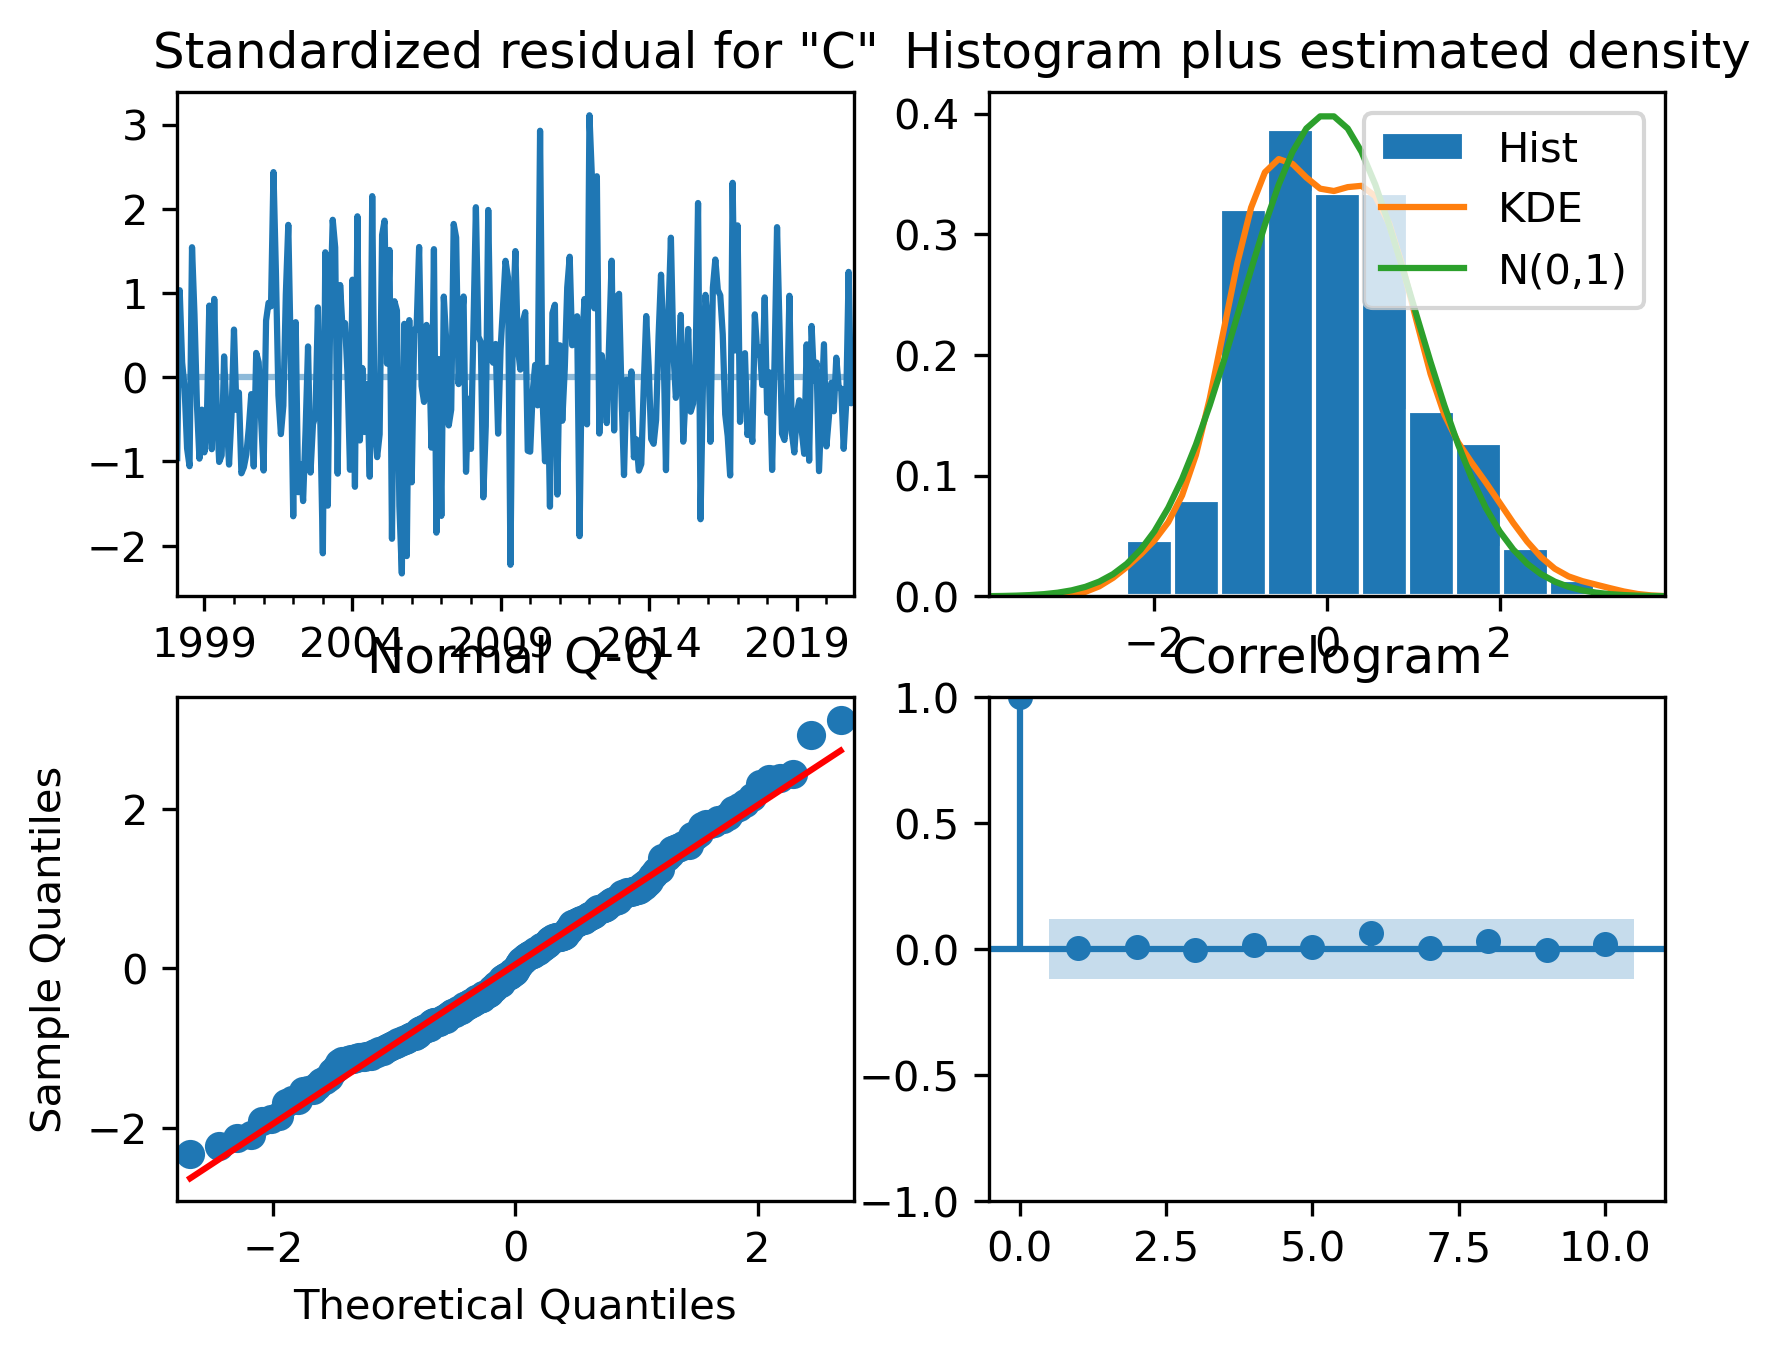 Standardized residual for "C"
3
2
1
0
−1
−2
1999 2004 2009 2014 2019
Histogram plus estimated density
0.4
0.3
0.2
0.1
0.0
−2 0 2
Hist
KDE
N(0,1)
Normal Q-Q
Sample Quantiles
2
0
−2
−2 0 2
Theoretical Quantiles
Correlogram
1.0
0.5
0.0
−0.5
−1.0
0.0 2.5 5.0 7.5 10.0